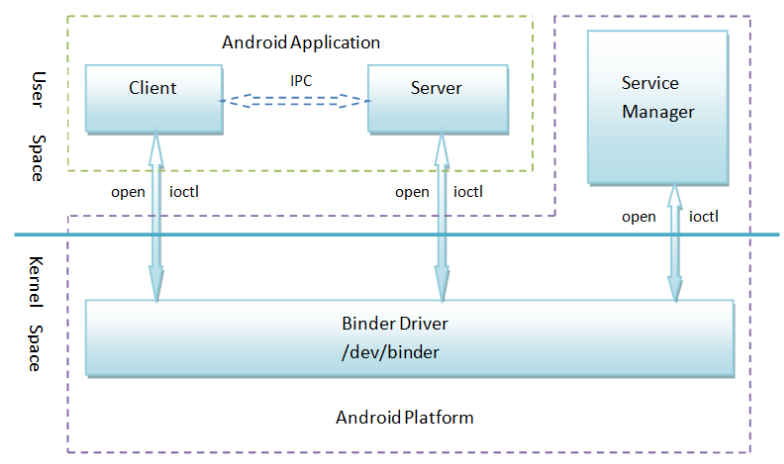 Android Application
Client
IPC
Server
Service
Manager
User Space
open ioctl
open ioctl
open ioctl
Kernel Space
Binder Driver
/dev/binder
Android Platform